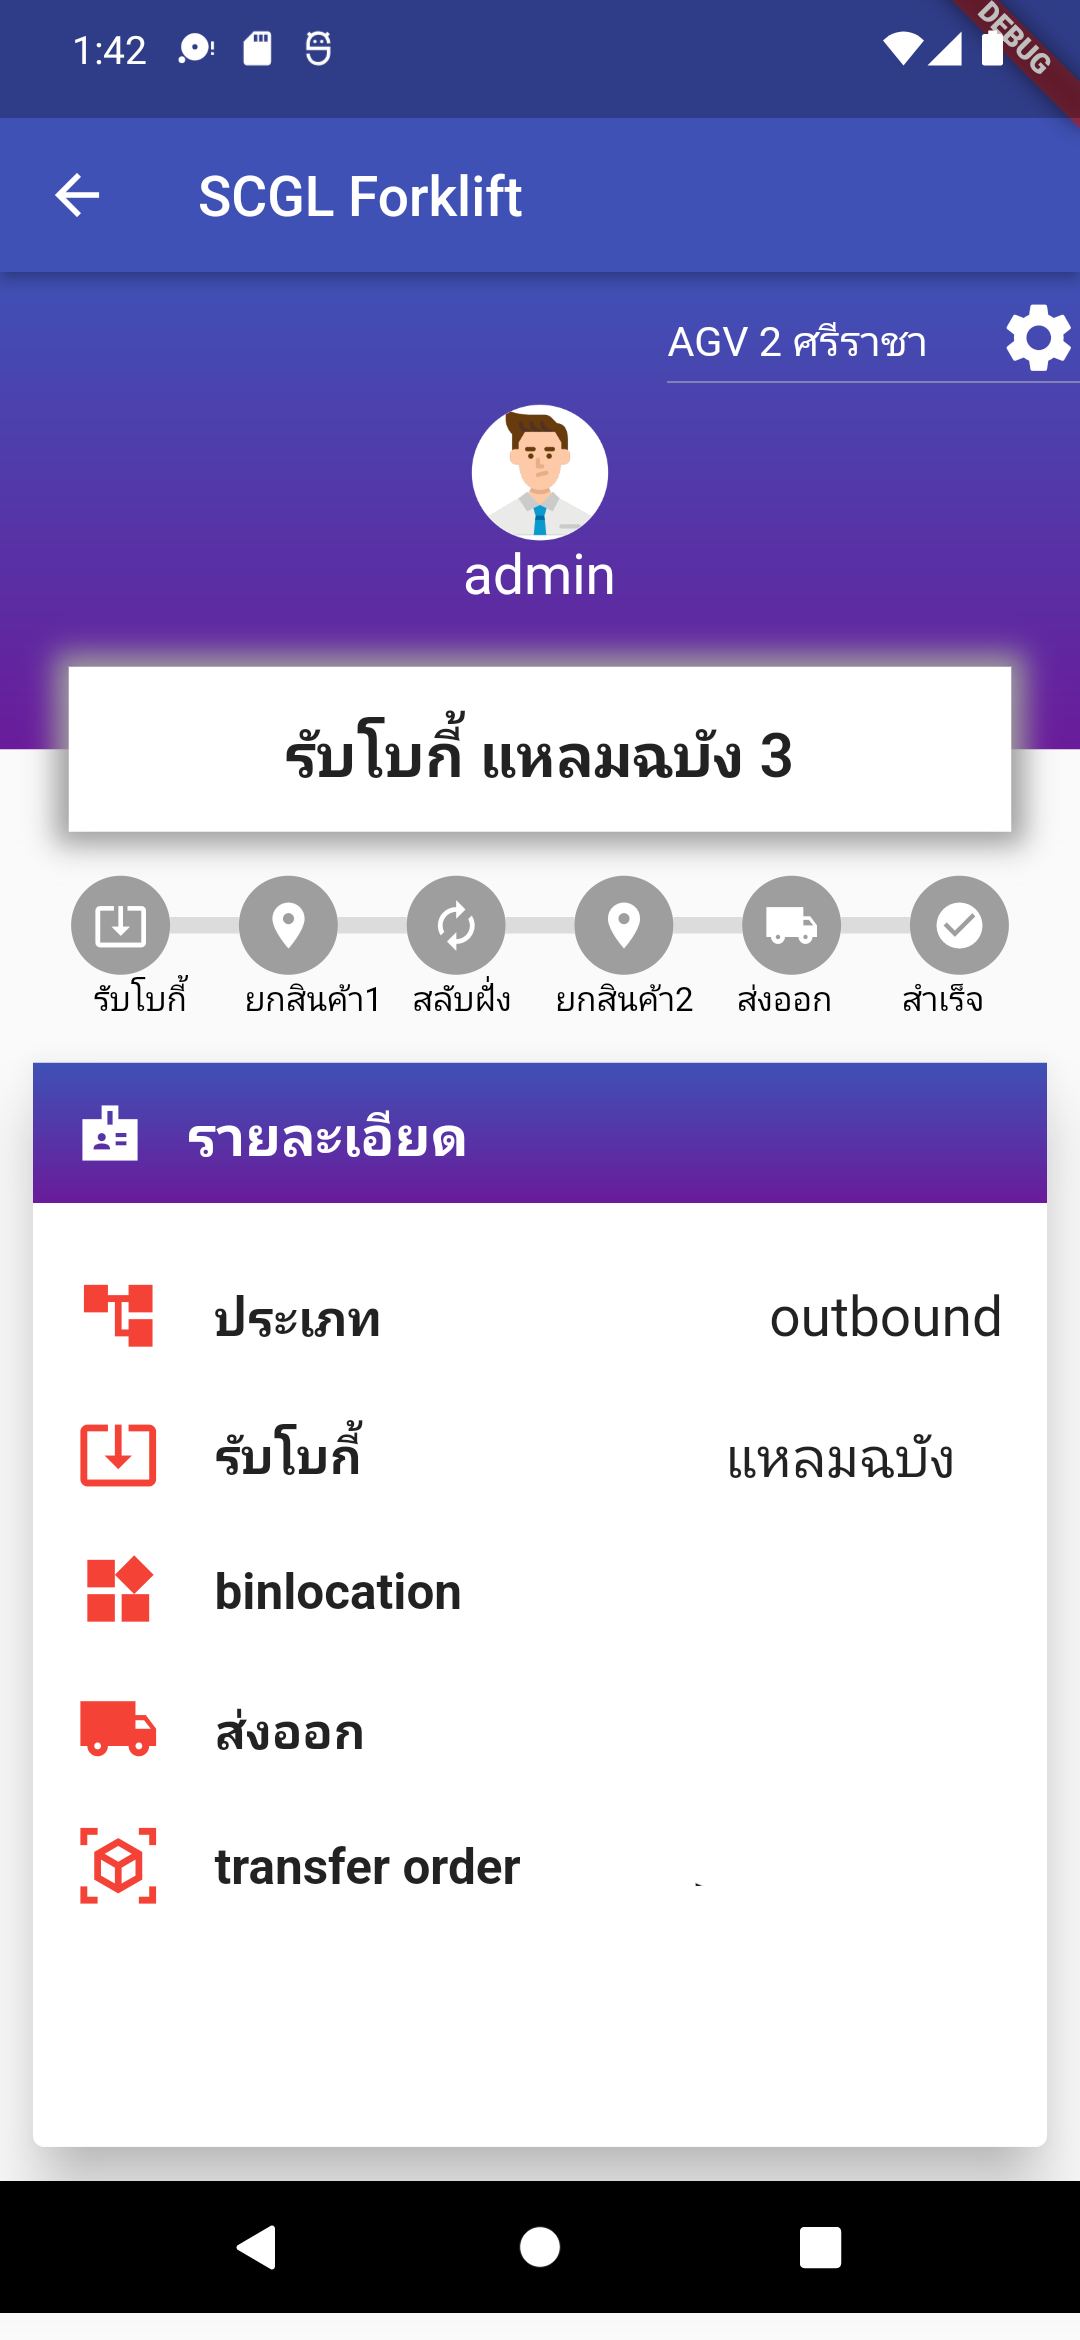 1:42
DEBUG
SCGL Forklift
AGV 2 ศรีราชา
admin
รับโบกี้ แหลมฉบัง 3
รับโบกี้ ยกสินค้า1 สลับฝั่ง ยกสินค้า2 ส่งออก สำเร็จ
รายละเอียด
ประเภท outbound
รับโบกี้ แหลมฉบัง
binlocation
ส่งออก
transfer order